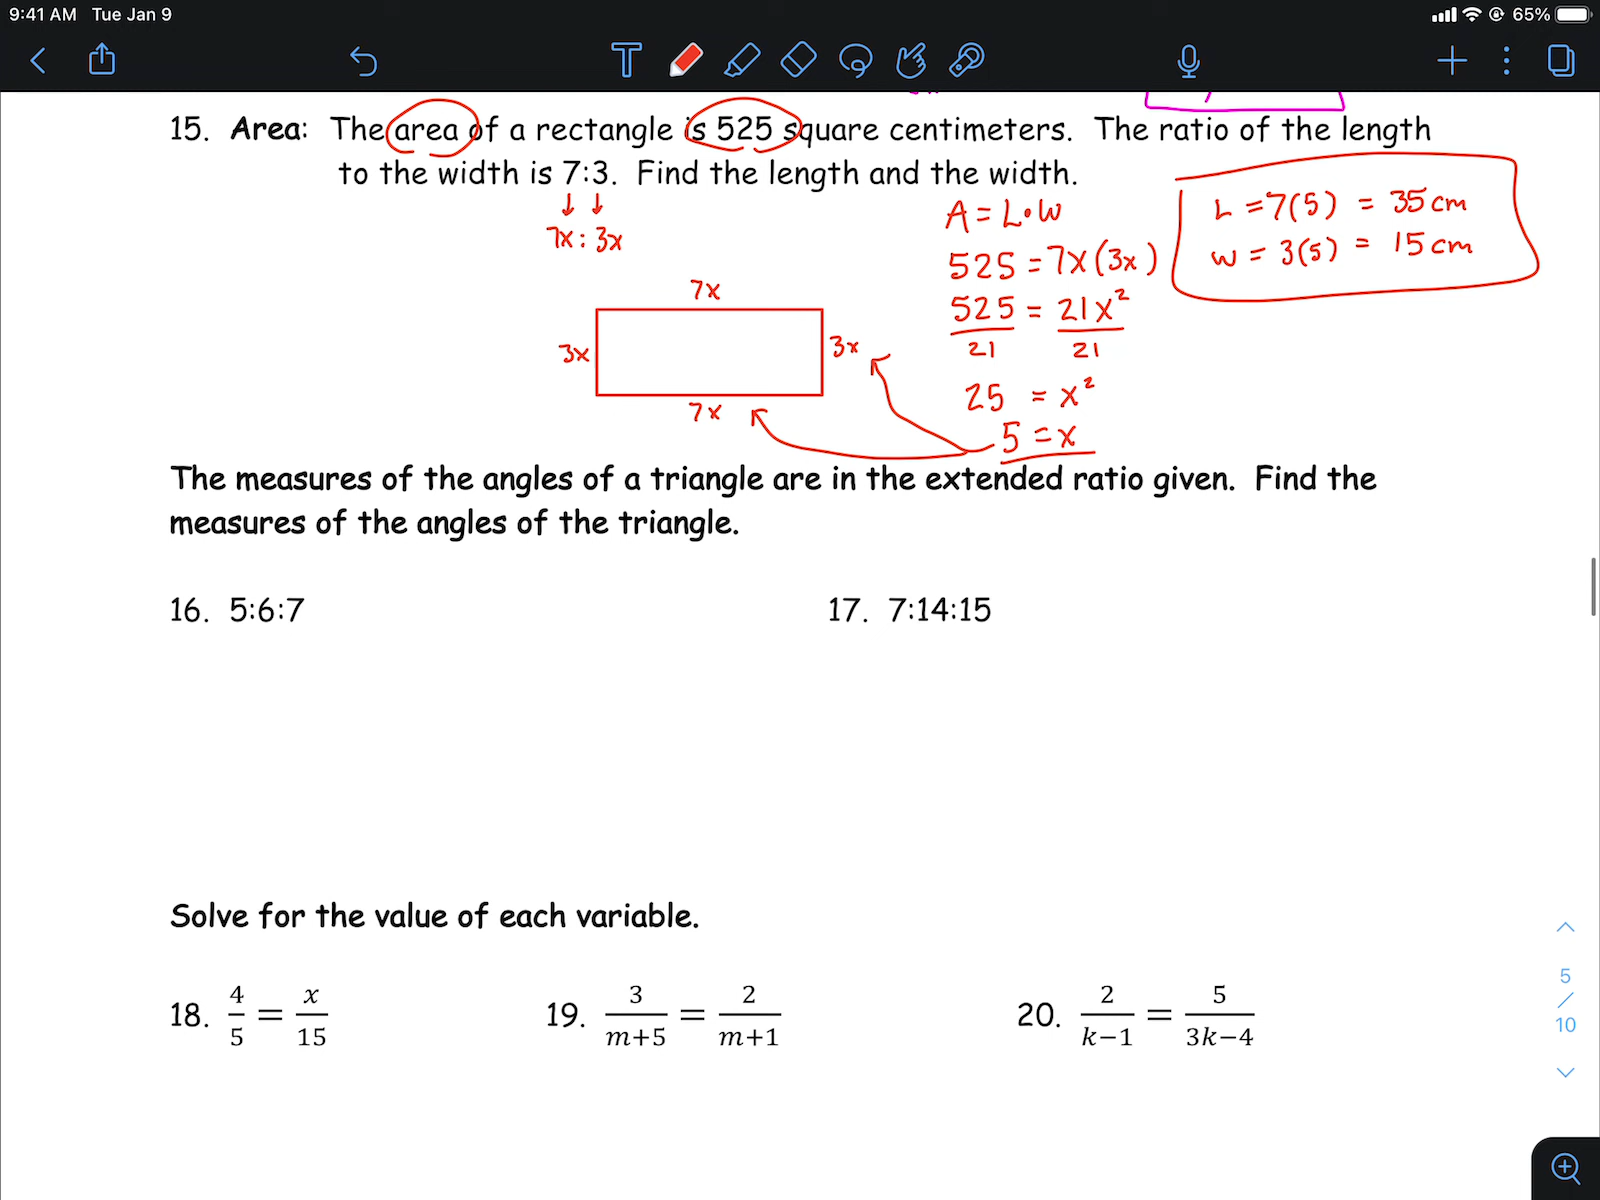 9:41 AM Tue Jan 9 65%
15. Area: The area of a rectangle is 525 square centimeters. The ratio of the length
to the width is 7:3. Find the length and the width.
7x : 3x
A = L • W
525 = 7x(3x)
525 = 21x²
21 21
25 = x²
5 = x
L = 7(5) = 35 cm
W = 3(5) = 15 cm
7x
3x 3x
7x
The measures of the angles of a triangle are in the extended ratio given. Find the
measures of the angles of the triangle.
16. 5:6:7 17. 7:14:15
Solve for the value of each variable.
18. 4/5 = x/15 19. 3/(m+5) = 2/(m+1) 20. 2/(k−1) = 5/(3k−4)
5 / 10